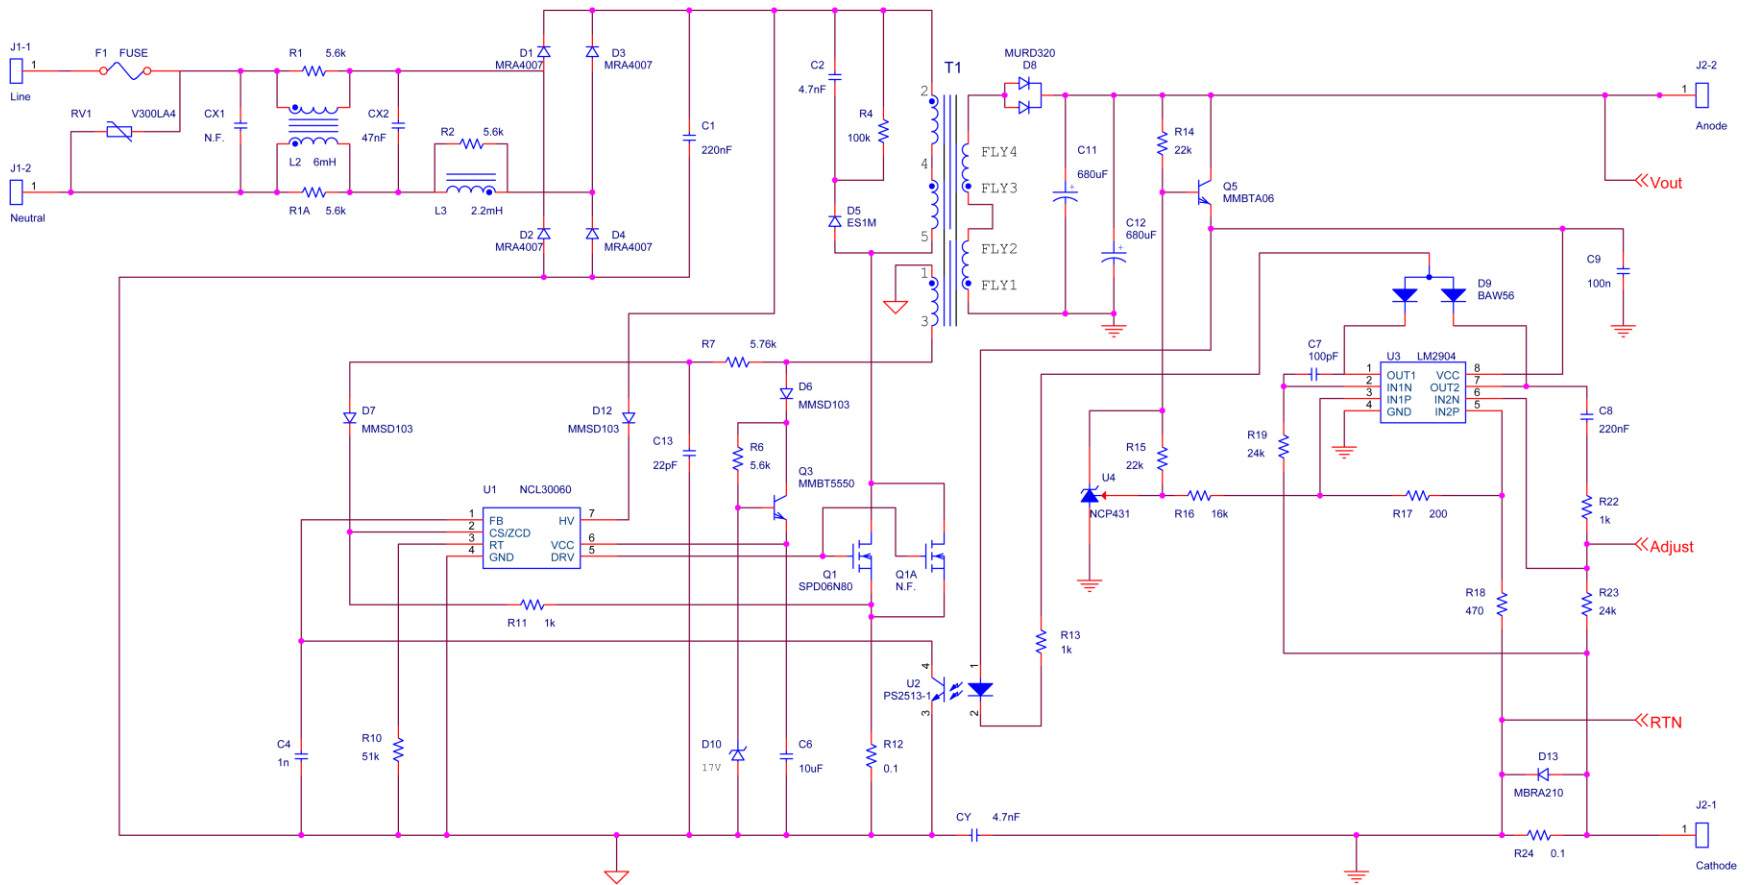 J1-1
1
Line
F1 FUSE
RV1 V300LA4
J1-2
1
Neutral
R1 5.6k
CX1
N.F.
L2 6mH
R1A 5.6k
CX2
47nF
R2 5.6k
L3 2.2mH
D1
MRA4007
D3
MRA4007
D2
MRA4007
D4
MRA4007
C1
220nF
C2
4.7nF
R4
100k
D5
ES1M
T1
2
4
5
1
3
FLY4
FLY3
FLY2
FLY1
MURD320
D8
C11
680uF
C12
680uF
R14
22k
Q5
MMBTA06
J2-2
1
Anode
Vout
C9
100n
D9
BAW56
C7
100pF
U3 LM2904
1 OUT1 VCC 8
2 IN1N OUT2 7
3 IN1P IN2N 6
4 GND IN2P 5
C8
220nF
R19
24k
R15
22k
U4
NCP431
R16 16k
R17 200
R22
1k
Adjust
R18
470
R23
24k
R7 5.76k
D7
MMSD103
D12
MMSD103
D6
MMSD103
C13
22pF
R6
5.6k
Q3
MMBT5550
U1 NCL30060
1 FB HV 7
2 CS/ZCD
3 RT VCC 6
4 GND DRV 5
Q1
SPD06N80
Q1A
N.F.
R11 1k
R13
1k
U2
PS2513-1
4
3
1
2
C4
1n
R10
51k
D10
17V
C6
10uF
R12
0.1
CY 4.7nF
RTN
D13
MBRA210
R24 0.1
J2-1
1
Cathode